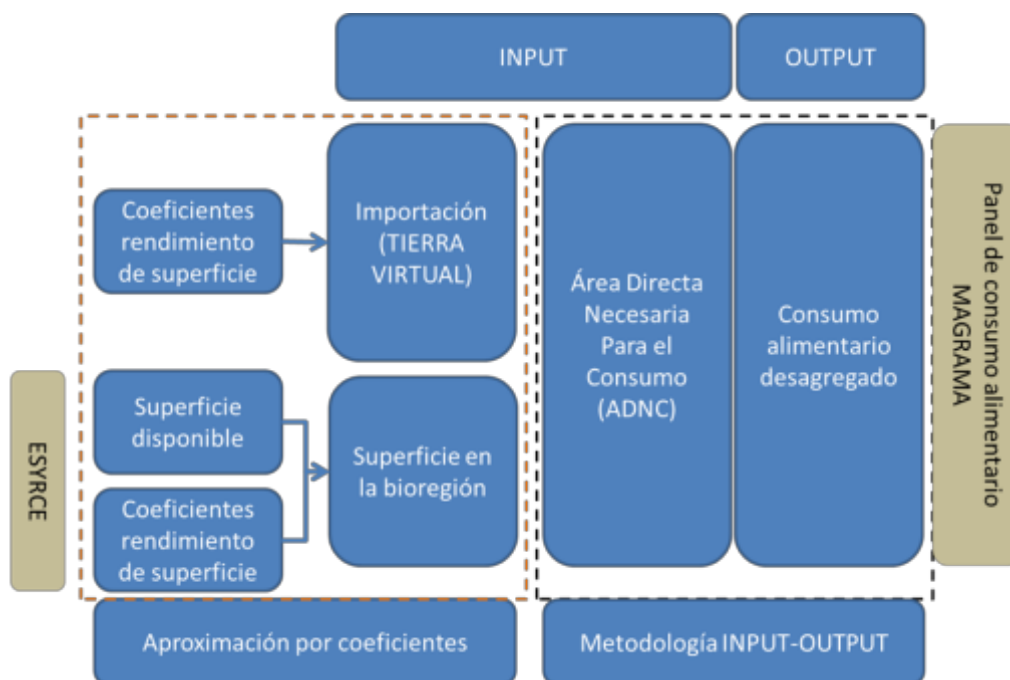 INPUT
OUTPUT
Coeficientes
rendimiento
de superficie
Importación
(TIERRA
VIRTUAL)
Área Directa
Necesaria
Para el
Consumo
(ADNC)
Consumo
alimentario
desagregado
Panel de consumo alimentario
MAGRAMA
ESYRCE
Superficie
disponible
Coeficientes
rendimiento
de superficie
Superficie en
la bioregión
Aproximación por coeficientes
Metodología INPUT-OUTPUT